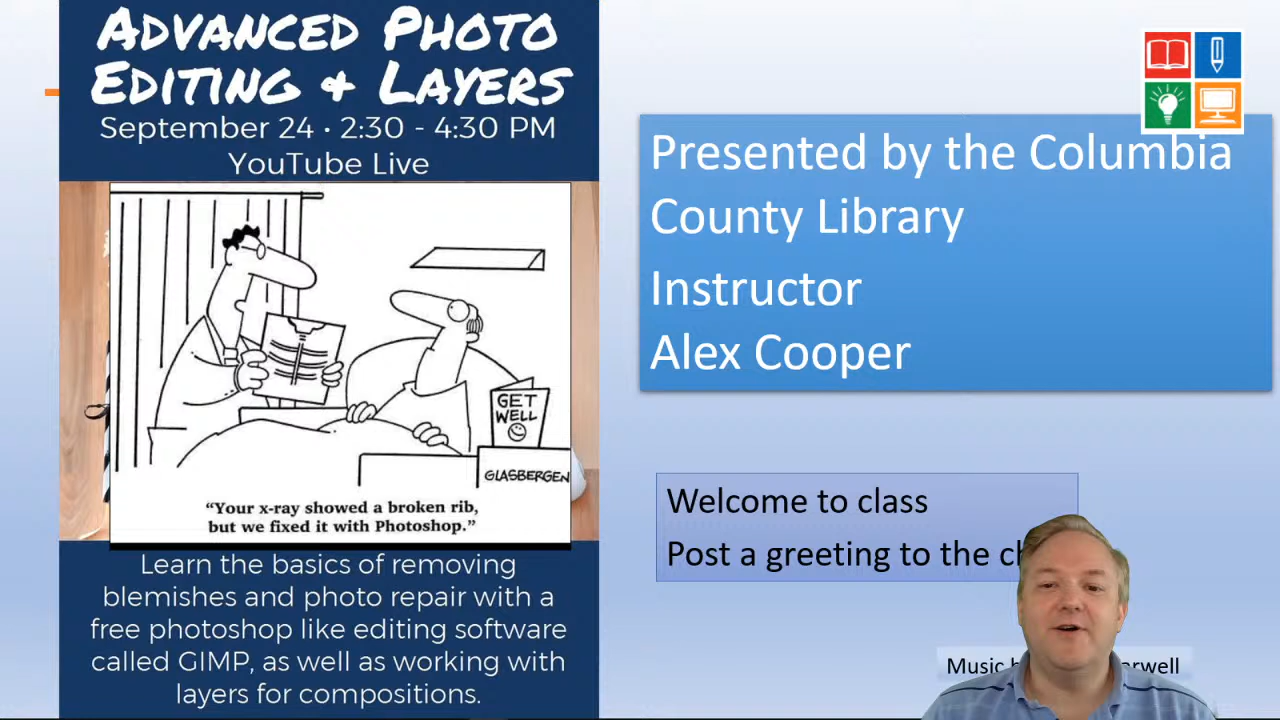 ADVANCED PHOTO
EDITING & LAYERS
September 24 • 2:30 - 4:30 PM
YouTube Live
GET
WELL
GLASBERGEN
“Your x-ray showed a broken rib,
but we fixed it with Photoshop.”
Learn the basics of removing
blemishes and photo repair with a
free photoshop like editing software
called GIMP, as well as working with
layers for compositions.
Presented by the Columbia
County Library
Instructor
Alex Cooper
Welcome to class
Post a greeting to the
Music